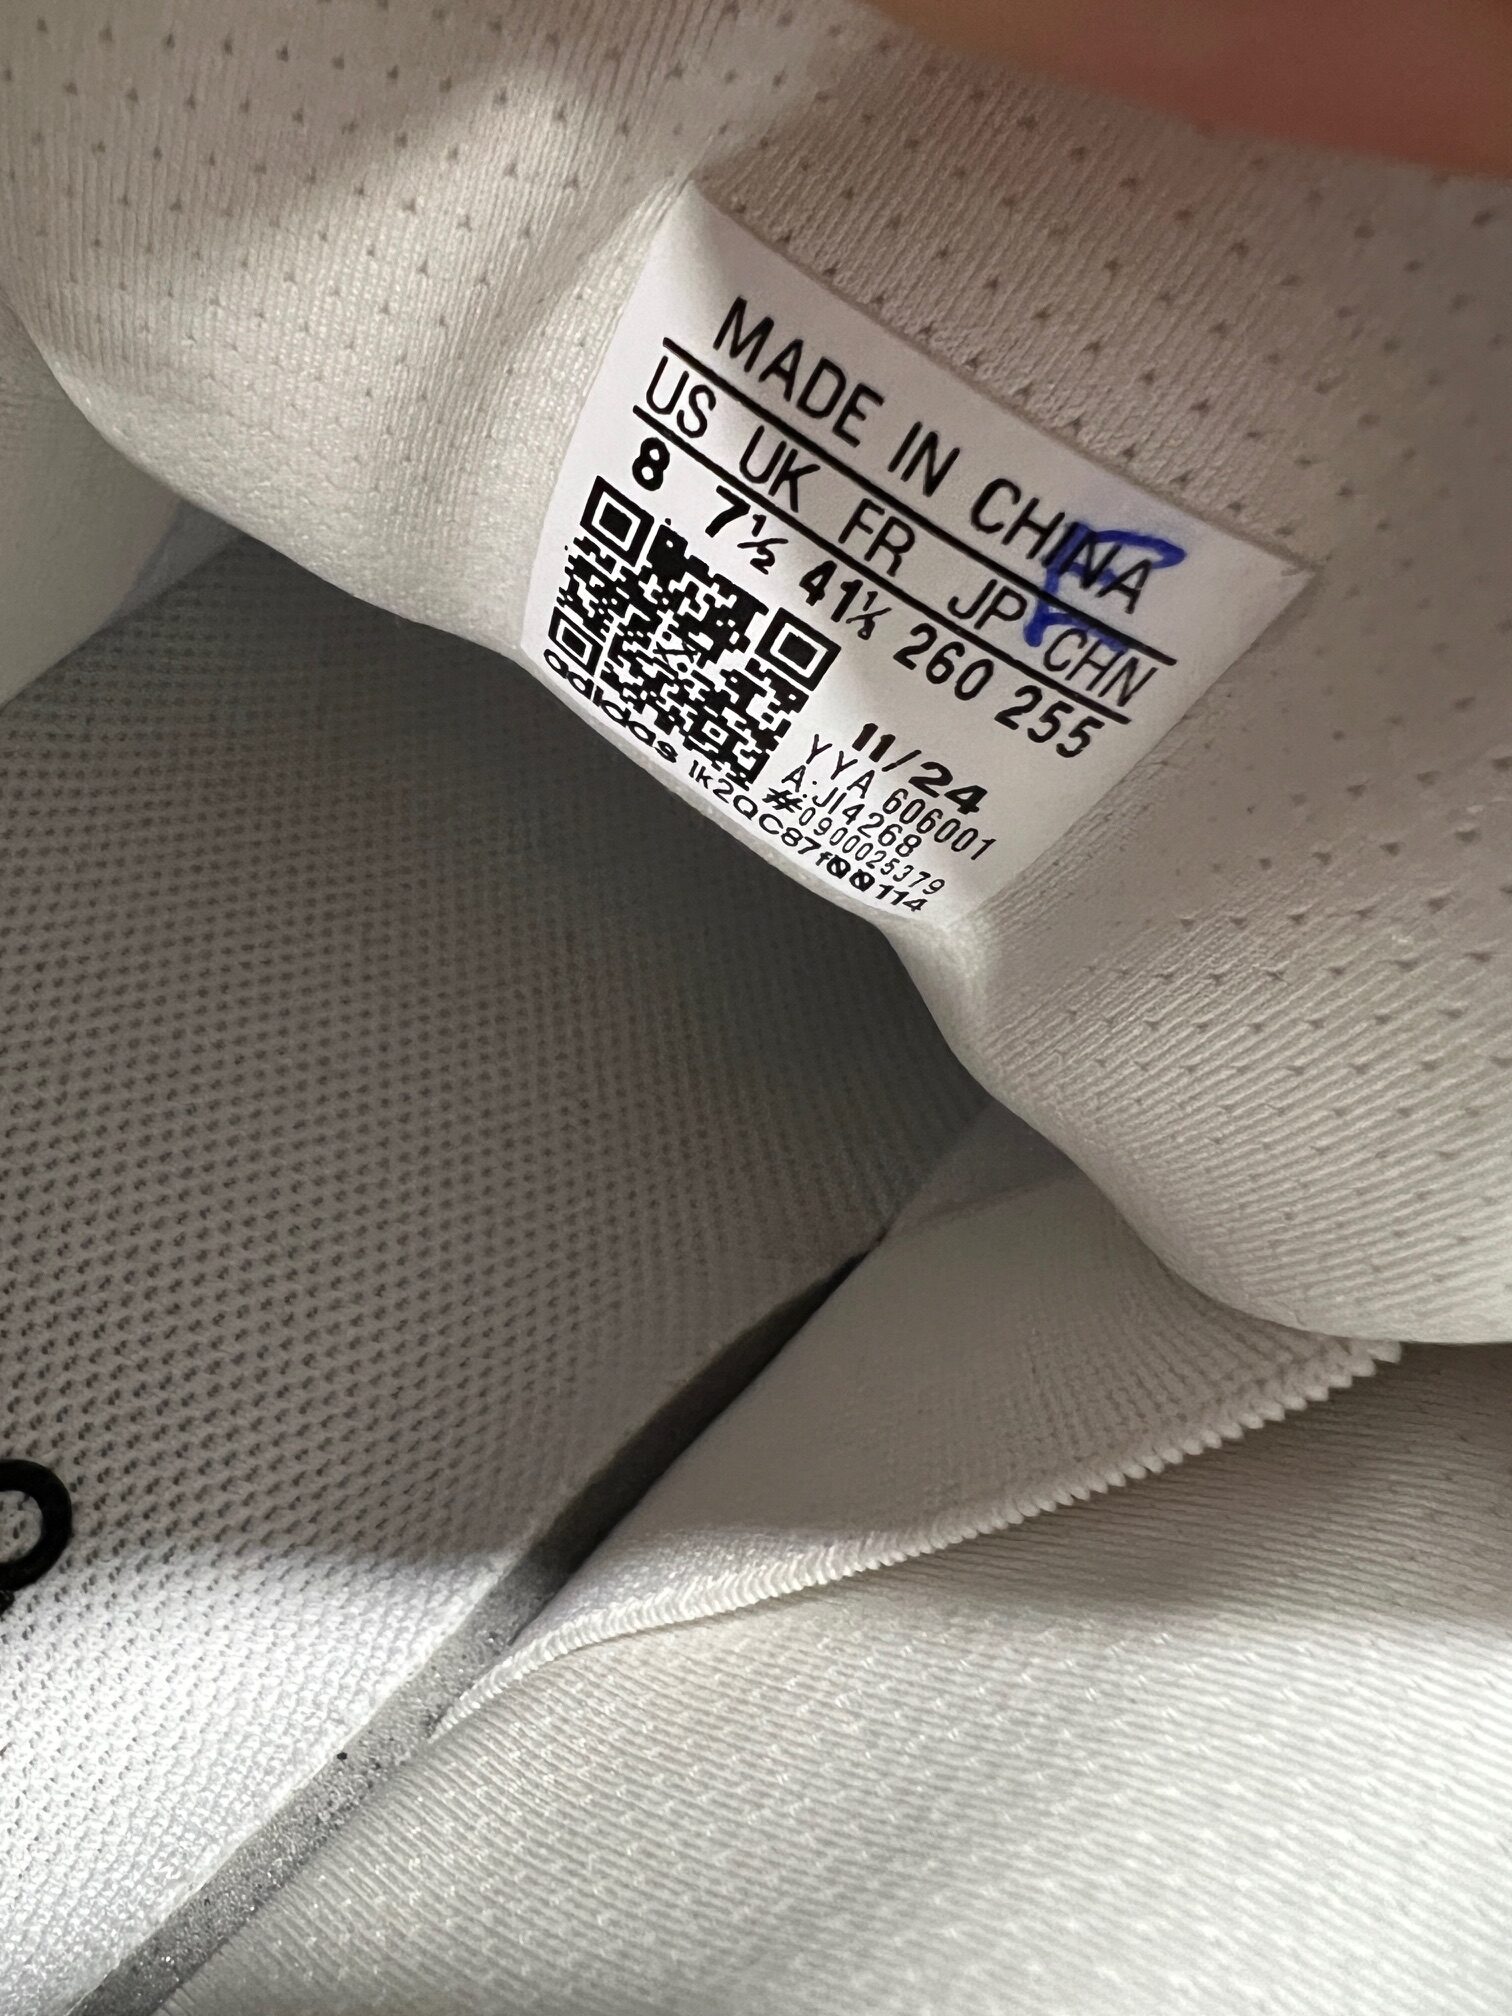 MADE IN CHINA
US UK FR JP CHN
8 7½ 41⅓ 260 255
11/24
YYA 606001
A:JI4268
#0900025379
adidas Ik2QC87f00114